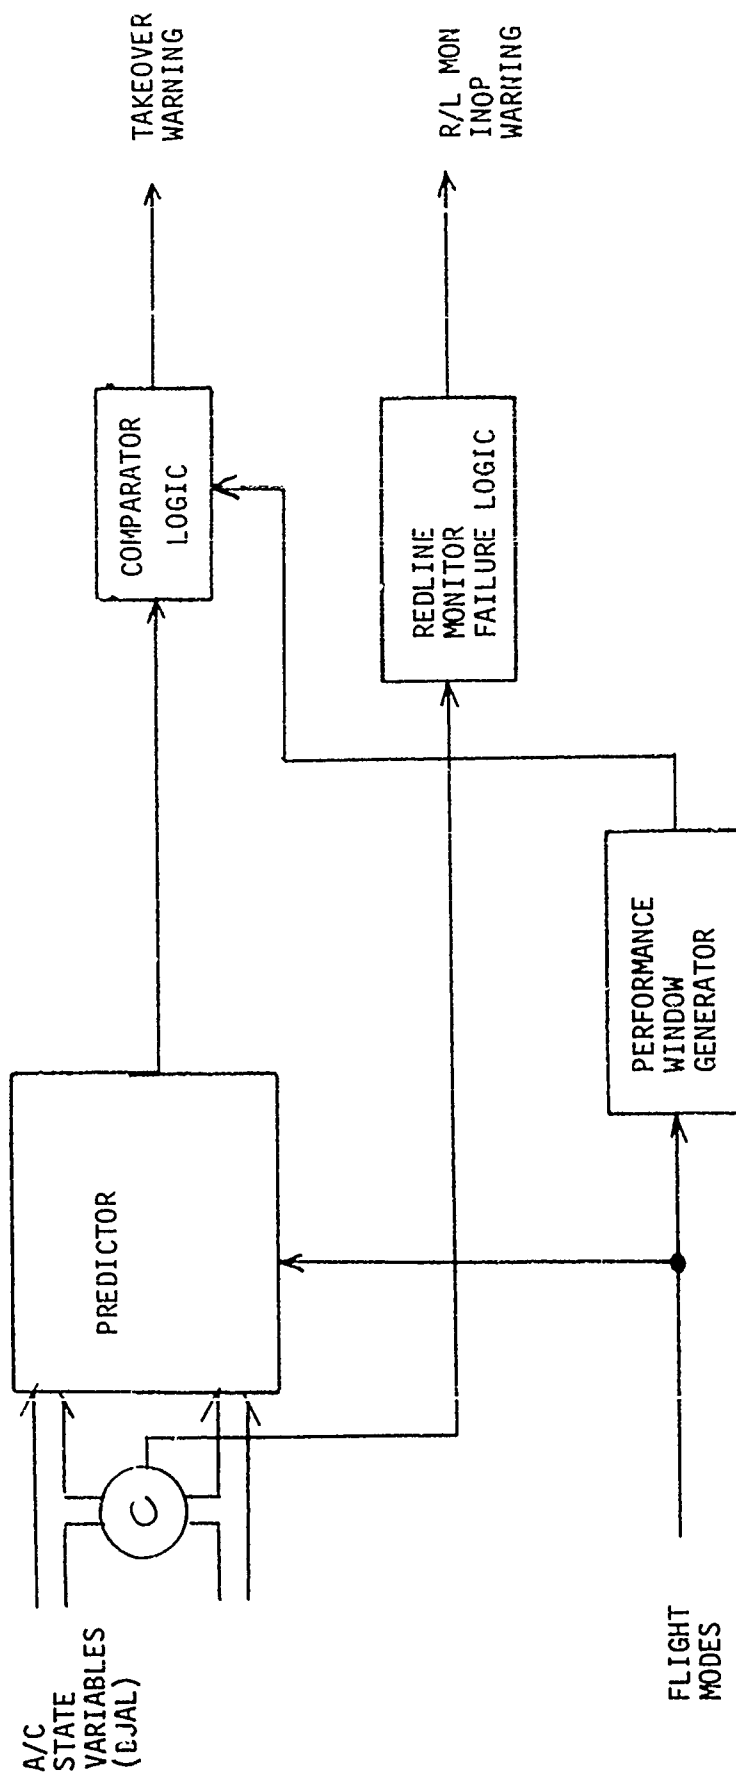 A/C
STATE
VARIABLES
(DUAL)
C
PREDICTOR
COMPARATOR
LOGIC
TAKEOVER
WARNING
REDLINE
MONITOR
FAILURE LOGIC
R/L MON
INOP
WARNING
FLIGHT
MODES
PERFORMANCE
WINDOW
GENERATOR